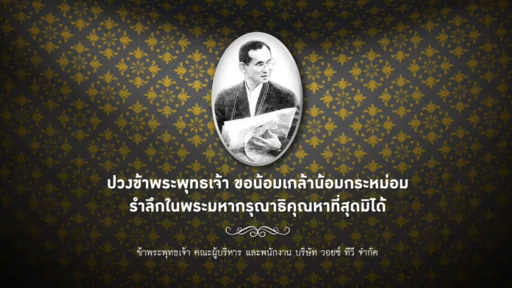 ปวงข้าพระพุทธเจ้า ขอน้อมเกล้าน้อมกระหม่อม
รำลึกในพระมหากรุณาธิคุณหาที่สุดมิได้
ข้าพระพุทธเจ้า คณะผู้บริหาร และพนักงาน บริษัท วอยซ์ ทีวี จำกัด